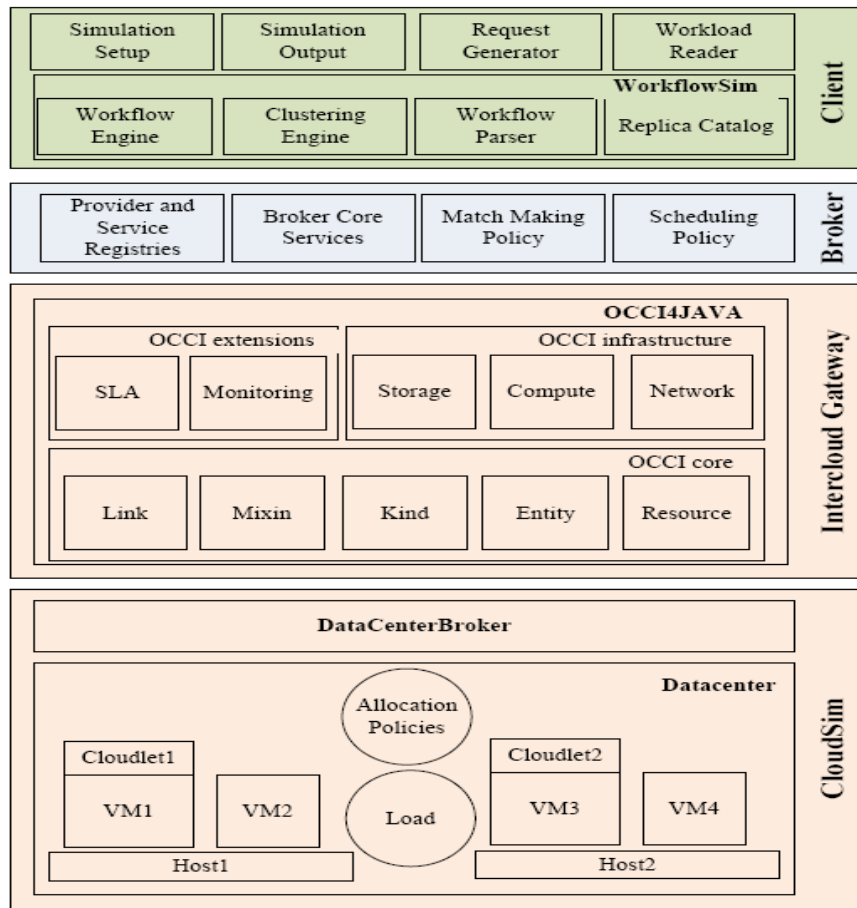 Simulation
Setup
Simulation
Output
Request
Generator
Workload
Reader
WorkflowSim
Workflow
Engine
Clustering
Engine
Workflow
Parser
Replica Catalog
Client
Provider and
Service
Registries
Broker Core
Services
Match Making
Policy
Scheduling
Policy
Broker
OCCI4JAVA
OCCI extensions
SLA
Monitoring
OCCI infrastructure
Storage
Compute
Network
OCCI core
Link
Mixin
Kind
Entity
Resource
Intercloud Gateway
DataCenterBroker
Datacenter
Allocation
Policies
Cloudlet1
VM1
VM2
Load
Cloudlet2
VM3
VM4
Host1
Host2
CloudSim